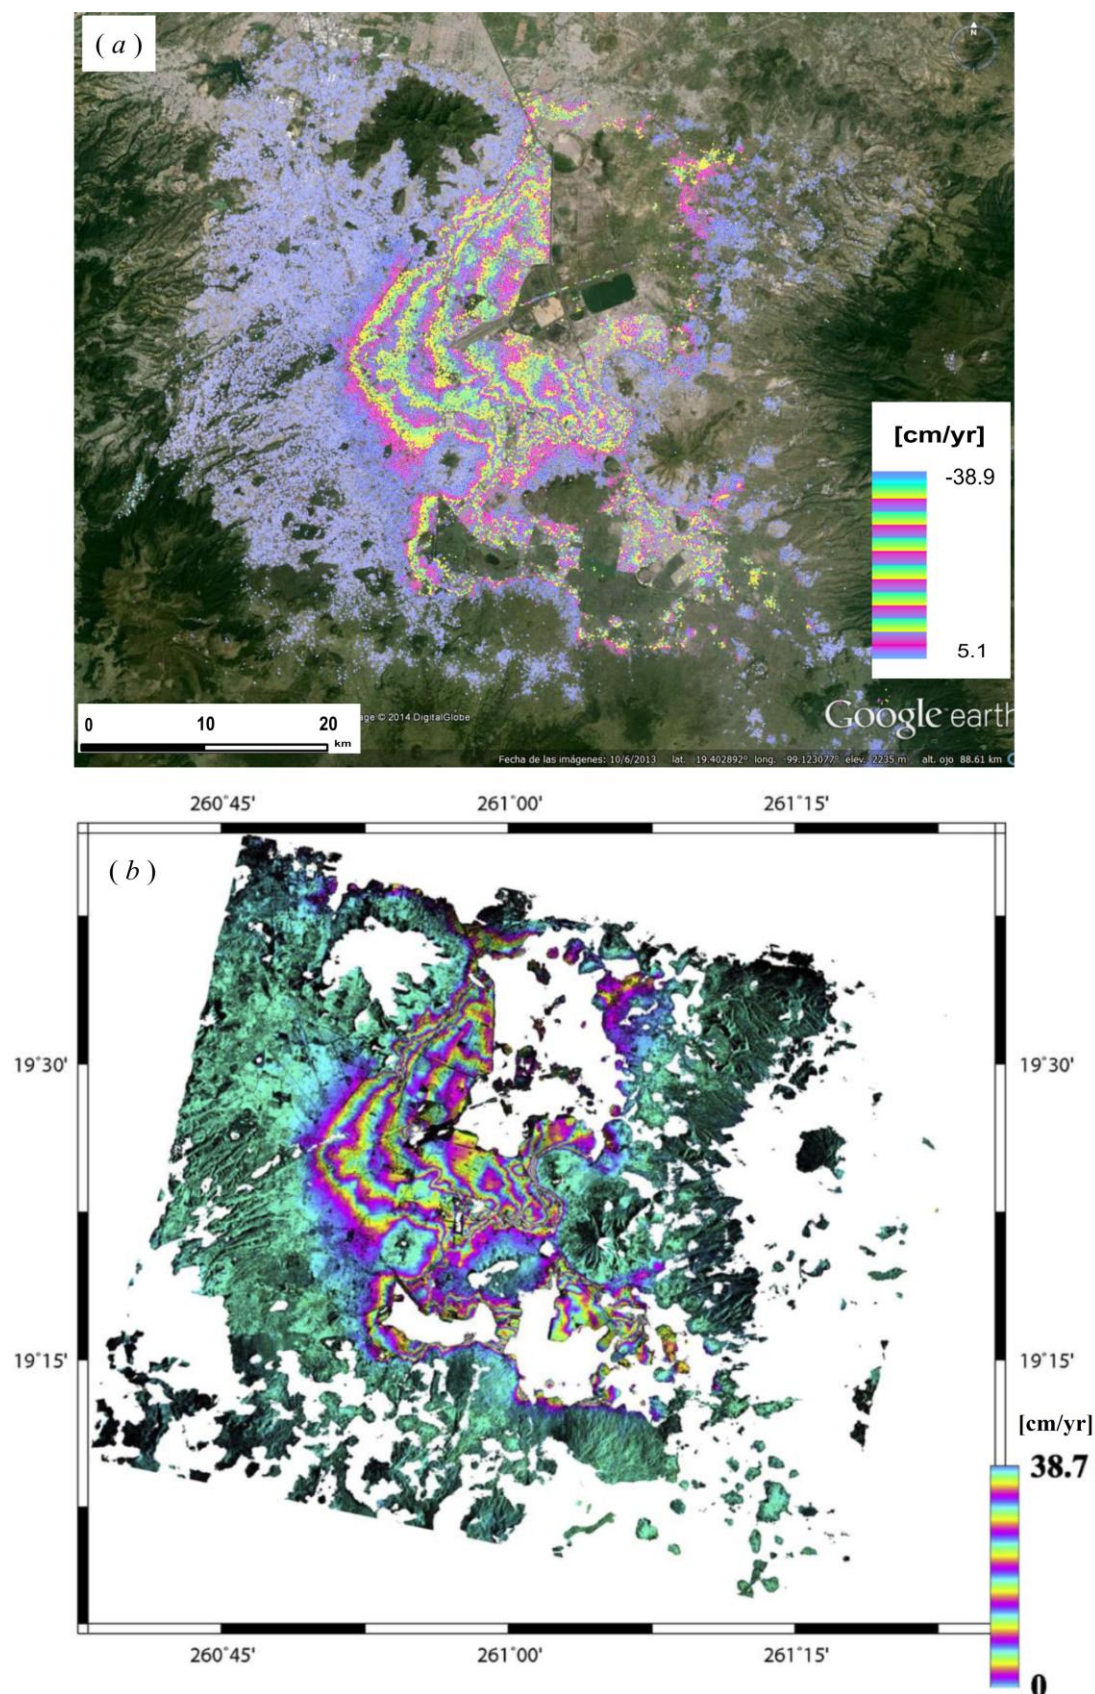 ( a )
N
[cm/yr]
-38.9
5.1
0 10 20
km
age © 2014 DigitalGlobe
Google earth
Fecha de las imágenes: 10/6/2013 lat. 19.402892° long. -99.123077° elev. 2235 m alt. ojo 88.61 km
260°45' 261°00' 261°15'
( b )
19°30' 19°30'
19°15' 19°15'
[cm/yr]
38.7
0
260°45' 261°00' 261°15'